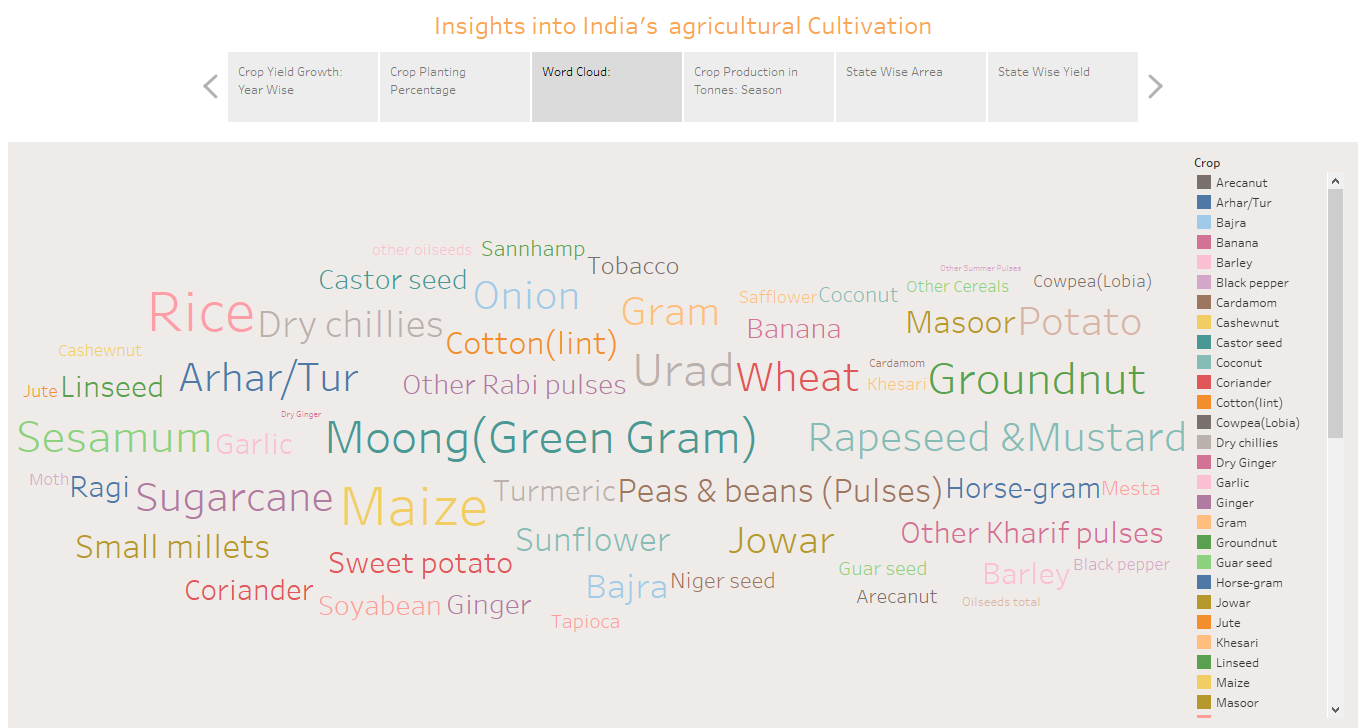 Insights into India's  agricultural Cultivation
Crop Yield Growth:
Year Wise
Crop Planting
Percentage
Word Cloud:
Crop Production in
Tonnes: Season
State Wise Arrea
State Wise Yield
other oilseeds
Sannhamp
Tobacco
Castor seed
Onion
Rice
Dry chillies
Gram
Safflower
Coconut
Other Summer Pulses
Other Cereals
Cowpea(Lobia)
Banana
Masoor
Potato
Cotton(lint)
Cashewnut
Jute
Linseed
Arhar/Tur
Other Rabi pulses
Urad
Wheat
Cardamom
Khesari
Groundnut
Dry Ginger
Sesamum
Garlic
Moong(Green Gram)
Rapeseed &Mustard
Moth
Ragi
Sugarcane
Maize
Turmeric
Peas & beans (Pulses)
Horse-gram
Mesta
Small millets
Sweet potato
Sunflower
Jowar
Other Kharif pulses
Coriander
Soyabean
Ginger
Bajra
Niger seed
Guar seed
Arecanut
Barley
Black pepper
Oilseeds total
Tapioca
Crop
Arecanut
Arhar/Tur
Bajra
Banana
Barley
Black pepper
Cardamom
Cashewnut
Castor seed
Coconut
Coriander
Cotton(lint)
Cowpea(Lobia)
Dry chillies
Dry Ginger
Garlic
Ginger
Gram
Groundnut
Guar seed
Horse-gram
Jowar
Jute
Khesari
Linseed
Maize
Masoor